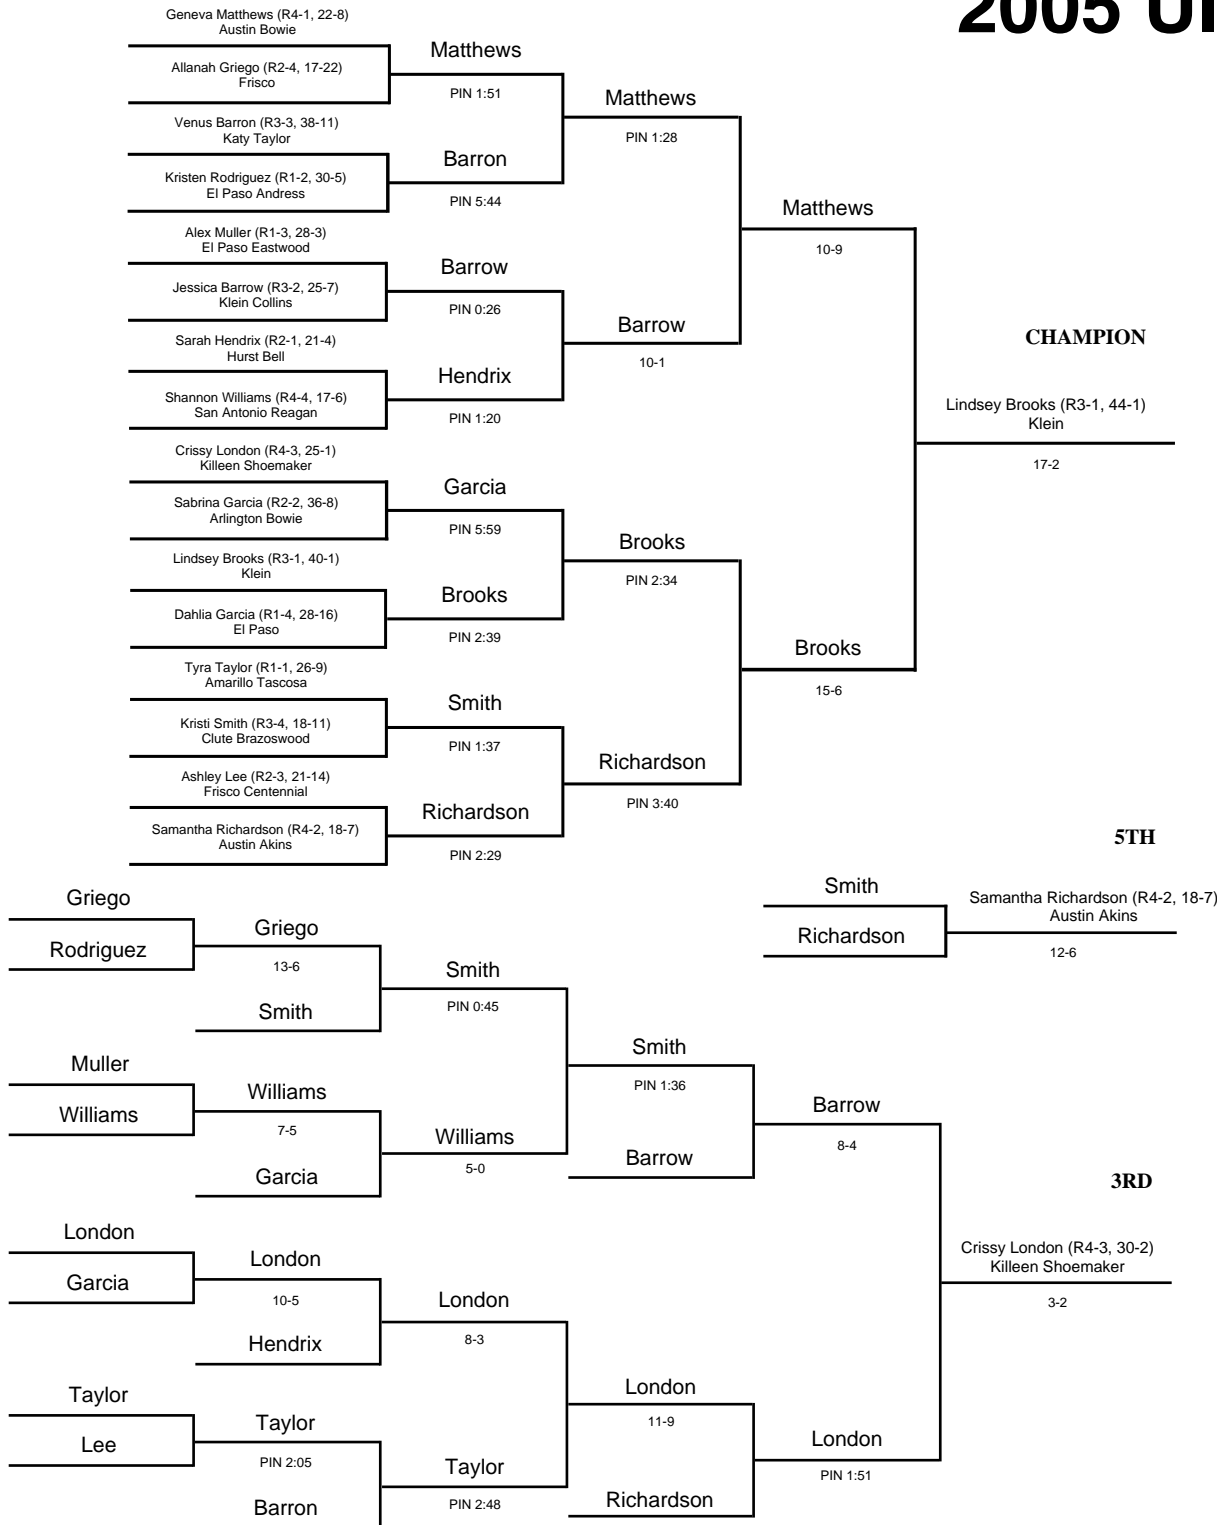 2005 UI
Geneva Matthews (R4-1, 22-8)
Austin Bowie
Matthews
Allanah Griego (R2-4, 17-22)
Frisco
PIN 1:51
Matthews
Venus Barron (R3-3, 38-11)
Katy Taylor
PIN 1:28
Barron
Kristen Rodriguez (R1-2, 30-5)
El Paso Andress
PIN 5:44
Matthews
10-9
Alex Muller (R1-3, 28-3)
El Paso Eastwood
Barrow
Jessica Barrow (R3-2, 25-7)
Klein Collins
PIN 0:26
Barrow
10-1
Sarah Hendrix (R2-1, 21-4)
Hurst Bell
Hendrix
Shannon Williams (R4-4, 17-6)
San Antonio Reagan
PIN 1:20
CHAMPION
Lindsey Brooks (R3-1, 44-1)
Klein
17-2
Crissy London (R4-3, 25-1)
Killeen Shoemaker
Garcia
Sabrina Garcia (R2-2, 36-8)
Arlington Bowie
PIN 5:59
Brooks
PIN 2:34
Lindsey Brooks (R3-1, 40-1)
Klein
Brooks
Dahlia Garcia (R1-4, 28-16)
El Paso
PIN 2:39
Brooks
15-6
Tyra Taylor (R1-1, 26-9)
Amarillo Tascosa
Smith
Kristi Smith (R3-4, 18-11)
Clute Brazoswood
PIN 1:37
Richardson
PIN 3:40
Ashley Lee (R2-3, 21-14)
Frisco Centennial
Richardson
Samantha Richardson (R4-2, 18-7)
Austin Akins
PIN 2:29
5TH
Smith
Richardson
Samantha Richardson (R4-2, 18-7)
Austin Akins
12-6
Griego
Rodriguez
Griego
13-6
Smith
Smith
PIN 0:45
Muller
Williams
Williams
7-5
Garcia
Williams
5-0
Smith
PIN 1:36
Barrow
Barrow
8-4
3RD
Crissy London (R4-3, 30-2)
Killeen Shoemaker
3-2
London
Garcia
London
10-5
Hendrix
London
8-3
Taylor
Lee
Taylor
PIN 2:05
Barron
Taylor
PIN 2:48
London
11-9
Richardson
London
PIN 1:51